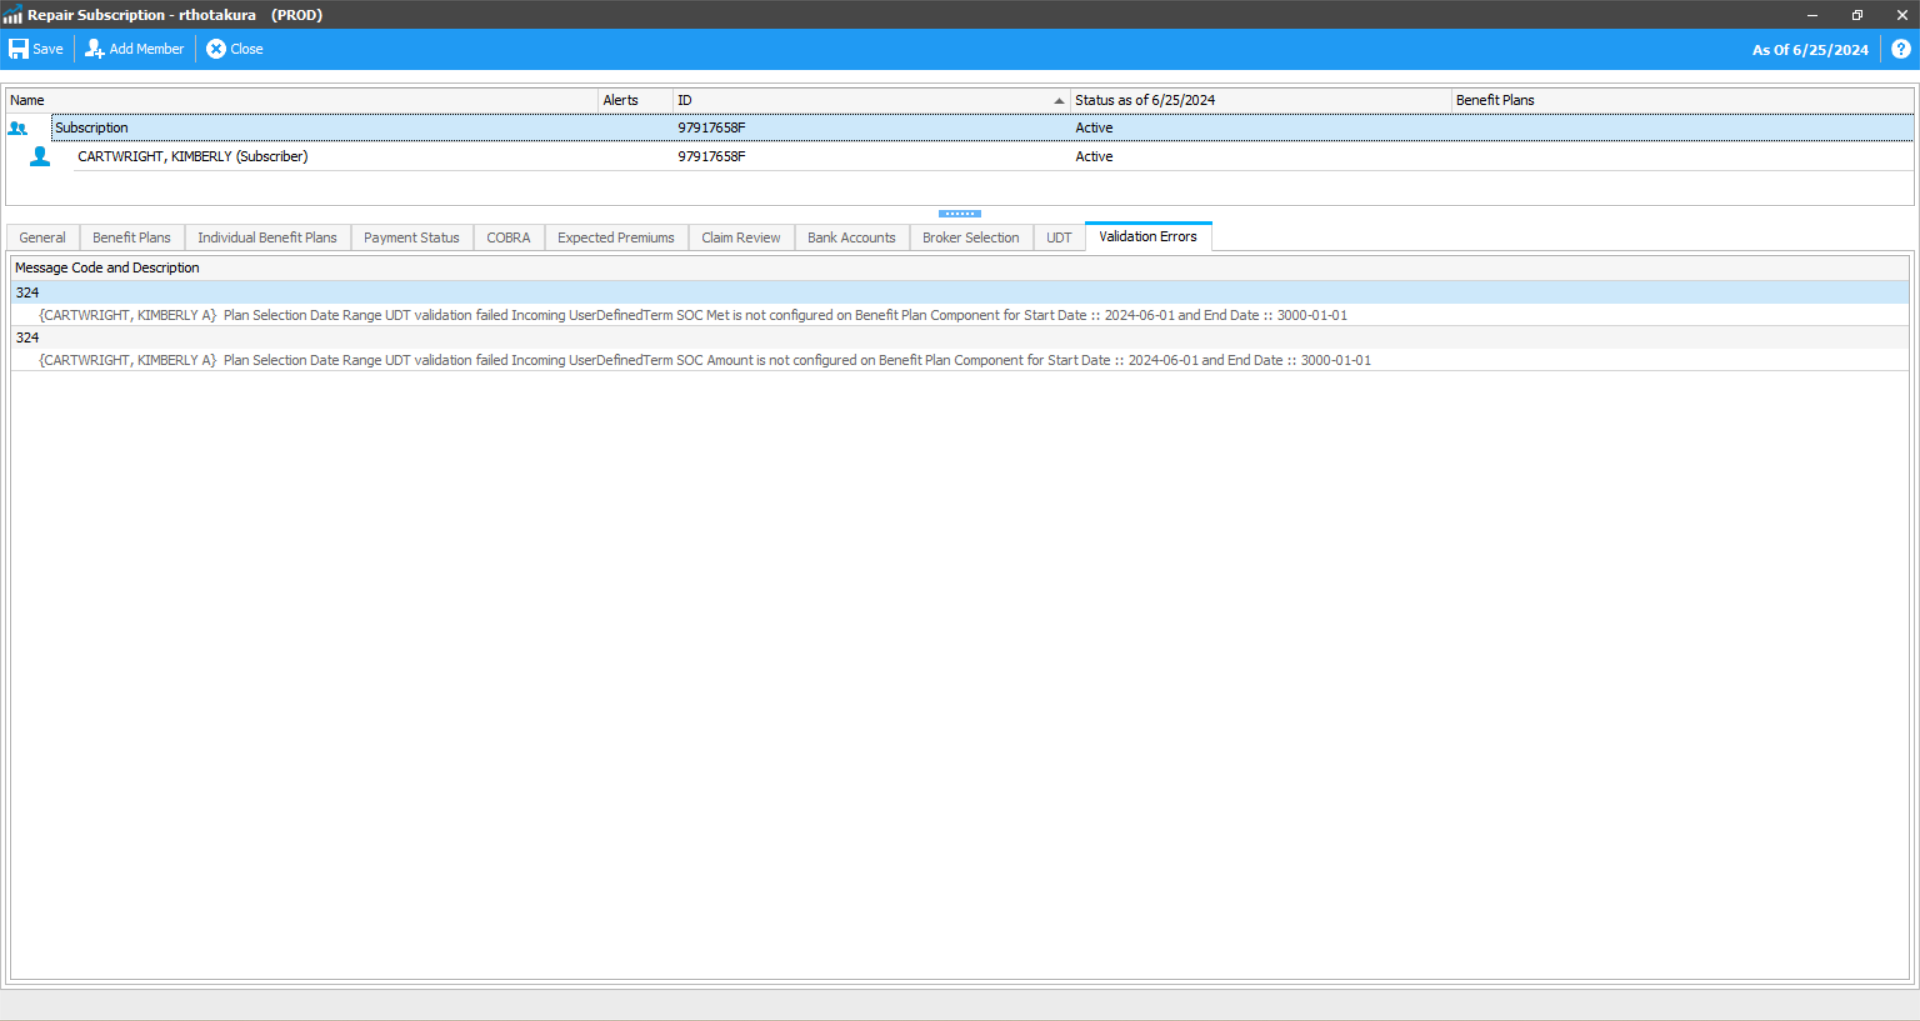 Repair Subscription - rthotakura (PROD)
Save Add Member Close As Of 6/25/2024 ?
Name Alerts ID Status as of 6/25/2024 Benefit Plans
Subscription 97917658F Active
CARTWRIGHT, KIMBERLY (Subscriber) 97917658F Active
General Benefit Plans Individual Benefit Plans Payment Status COBRA Expected Premiums Claim Review Bank Accounts Broker Selection UDT Validation Errors
Message Code and Description
324
{CARTWRIGHT, KIMBERLY A} Plan Selection Date Range UDT validation failed Incoming UserDefinedTerm SOC Met is not configured on Benefit Plan Component for Start Date :: 2024-06-01 and End Date :: 3000-01-01
324
{CARTWRIGHT, KIMBERLY A} Plan Selection Date Range UDT validation failed Incoming UserDefinedTerm SOC Amount is not configured on Benefit Plan Component for Start Date :: 2024-06-01 and End Date :: 3000-01-01